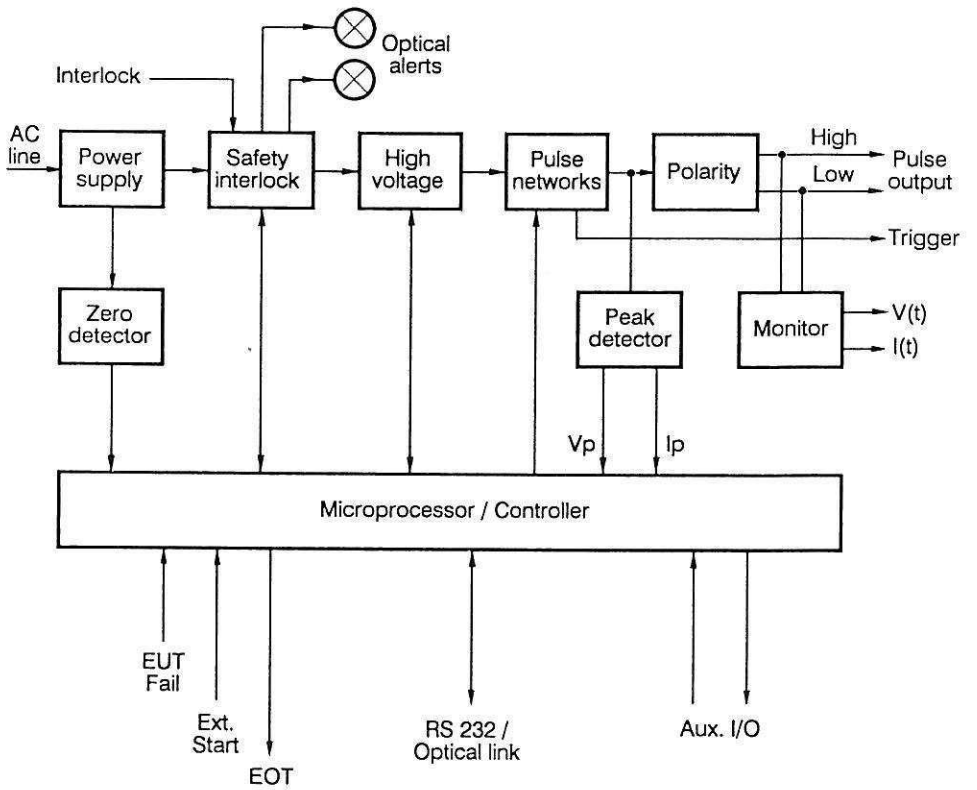 Optical
alerts
Interlock
AC
line
Power
supply
Safety
interlock
High
voltage
Pulse
networks
Polarity
High
Low
Pulse
output
Trigger
Zero
detector
Peak
detector
Monitor
V(t)
I(t)
Vp
Ip
Microprocessor / Controller
EUT
Fail
Ext.
Start
EOT
RS 232 /
Optical link
Aux. I/O